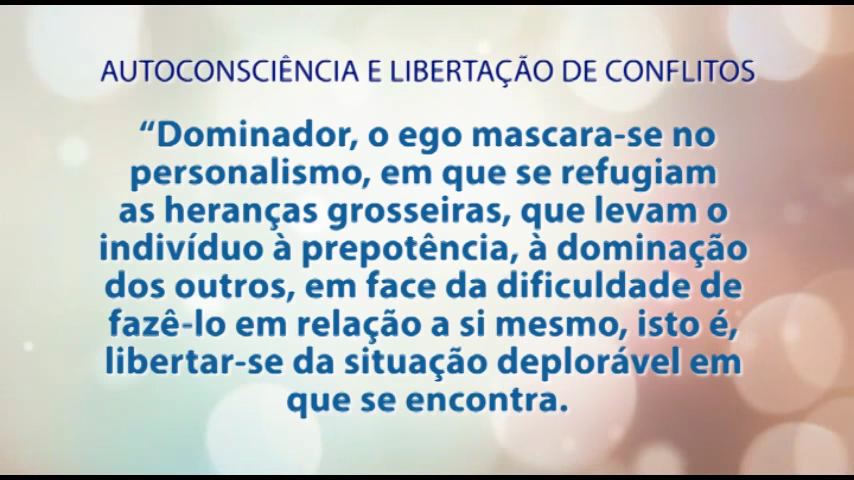 AUTOCONSCIÊNCIA E LIBERTAÇÃO DE CONFLITOS
“Dominador, o ego mascara-se no
personalismo, em que se refugiam
as heranças grosseiras, que levam o
indivíduo à prepotência, à dominação
dos outros, em face da dificuldade de
fazê-lo em relação a si mesmo, isto é,
libertar-se da situação deplorável em
que se encontra.